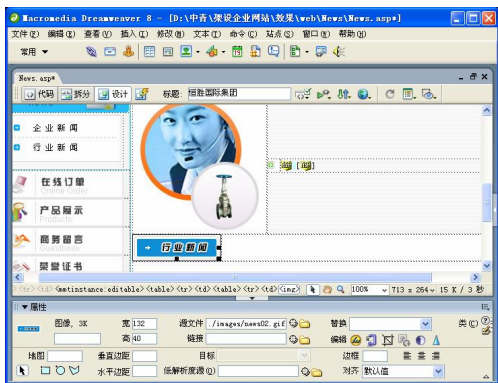 Macromedia Dreamweaver 8 - [D:\中青\架设企业网站\效果\web\News\News.asp*]
文件(F) 编辑(E) 查看(V) 插入(I) 修改(M) 文本(T) 命令(C) 站点(S) 窗口(W) 帮助(H)
常用
News.asp*
代码 拆分 设计 标题: 恒胜国际集团
企业新闻
行业新闻
在线订单
Online Order
产品展示
Products
商务留言
Guestbook
荣誉证书
行业新闻
<tr><td><mmtinstance:editable><table><tr><td><table><tr><td><img> 100% 713 x 264 15 K / 3 秒
属性
图像, 3K 宽 132 源文件 ./images/news02.gif 替换 类(C)
高 40 链接 编辑
地图 垂直边距 目标 边框
水平边距 低解析度源(O) 对齐 默认值